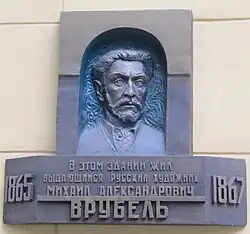 В ЭТОМ ЗДАНИИ ЖИЛ
ВЫДАЮЩИЙСЯ РУССКИЙ ХУДОЖНИК
1865 МИХАИЛ АЛЕКСАНДРОВИЧ 1867
ВРУБЕЛЬ